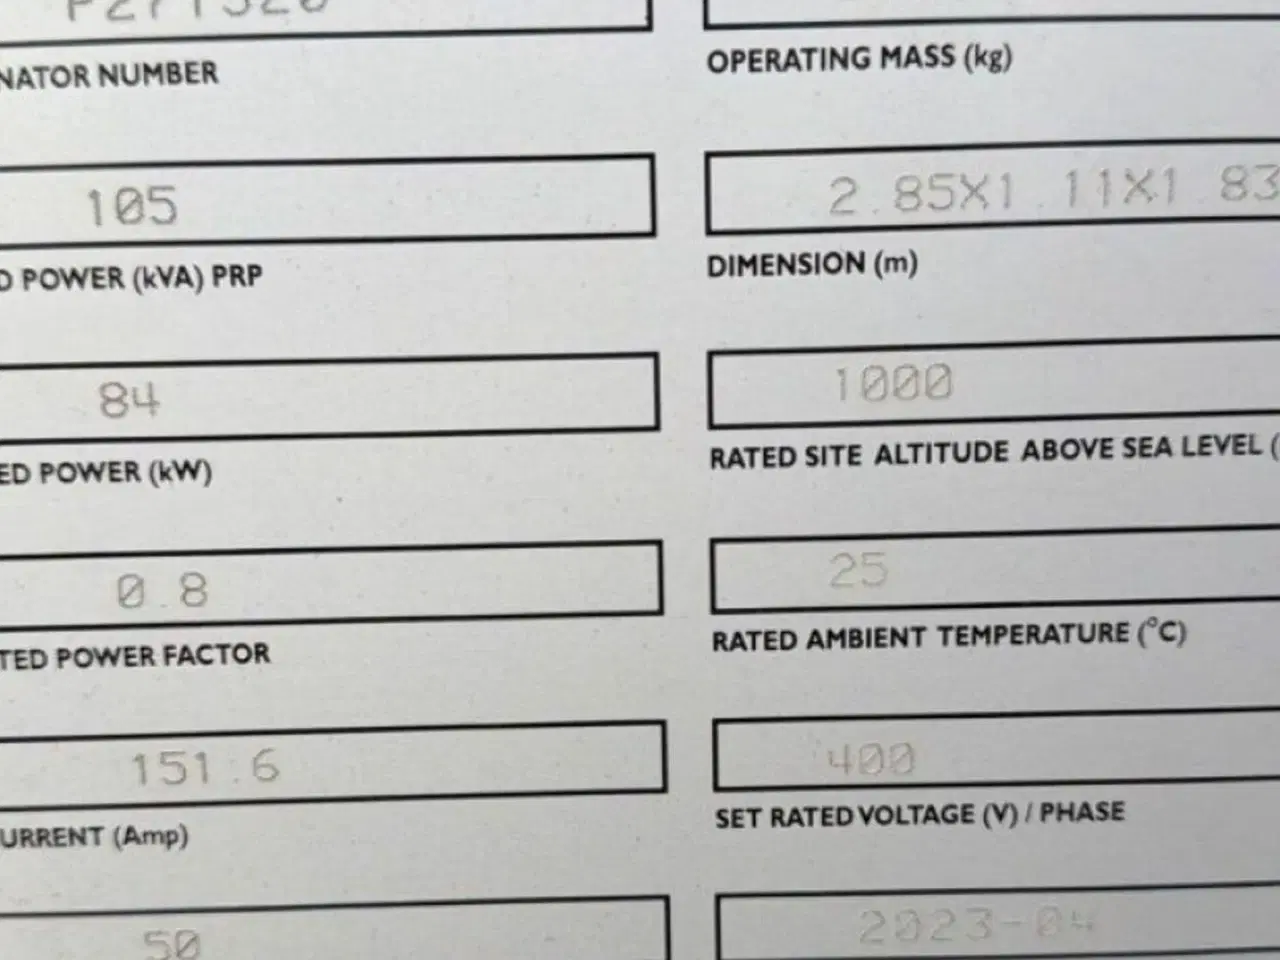 NATOR NUMBER
105
D POWER (kVA) PRP
84
ED POWER (kW)
0.8
TED POWER FACTOR
151.6
URRENT (Amp)
50
OPERATING MASS (kg)
2.85X1.11X1.83
DIMENSION (m)
1000
RATED SITE ALTITUDE ABOVE SEA LEVEL (
25
RATED AMBIENT TEMPERATURE (°C)
400
SET RATED VOLTAGE (V) / PHASE
2023-04